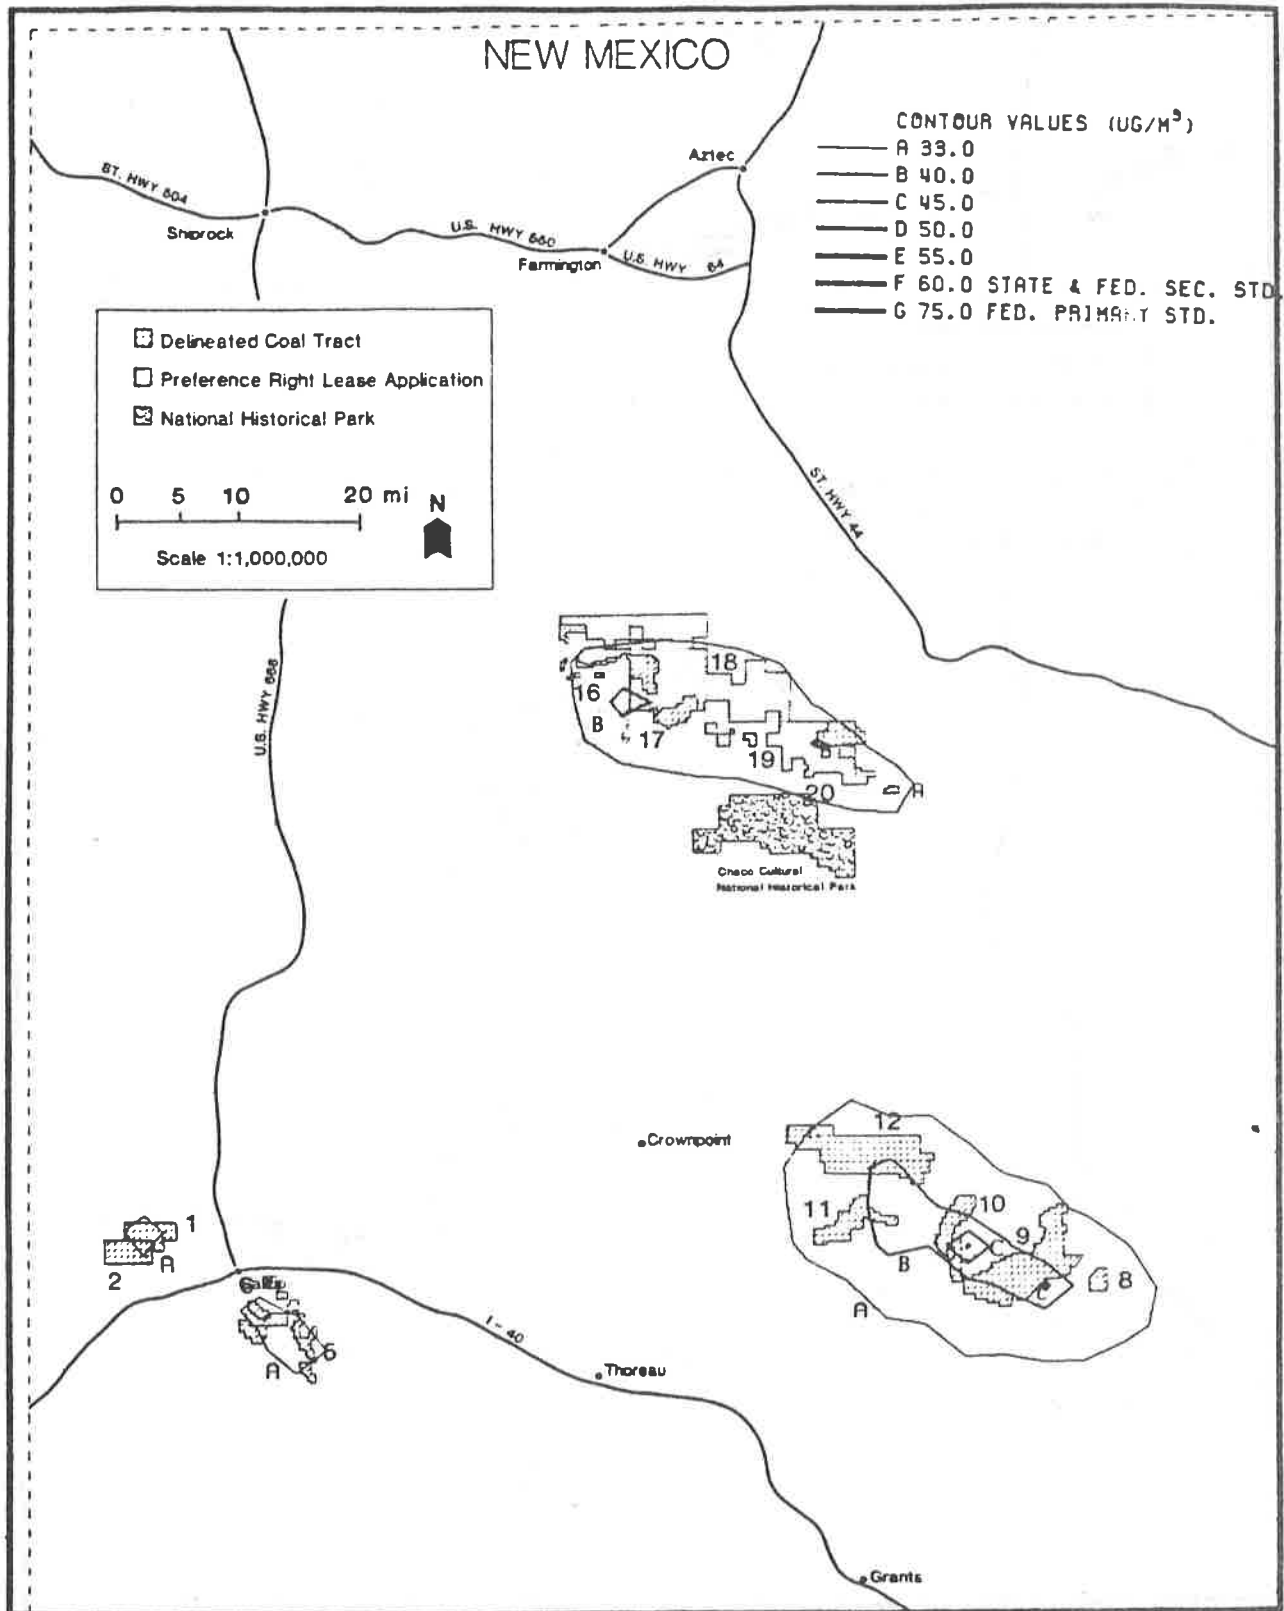 NEW MEXICO
CONTOUR VALUES (UG/M³)
A 33.0
B 40.0
C 45.0
D 50.0
E 55.0
F 60.0 STATE & FED. SEC. STD.
G 75.0 FED. PRIMARY STD.
Aztec
ST. HWY 504
Shiprock
U.S. HWY 550
Farmington
U.S. HWY 64
Delineated Coal Tract
Preference Right Lease Application
National Historical Park
0 5 10 20 mi
N
Scale 1:1,000,000
ST. HWY 44
U.S. HWY 666
18
16
B
17
19
20
A
Chaco Cultural
National Historical Park
12
Crownpoint
11
10
9
C
B
8
C
A
1
2
A
6
6
A
I-40
Thoreau
Grants